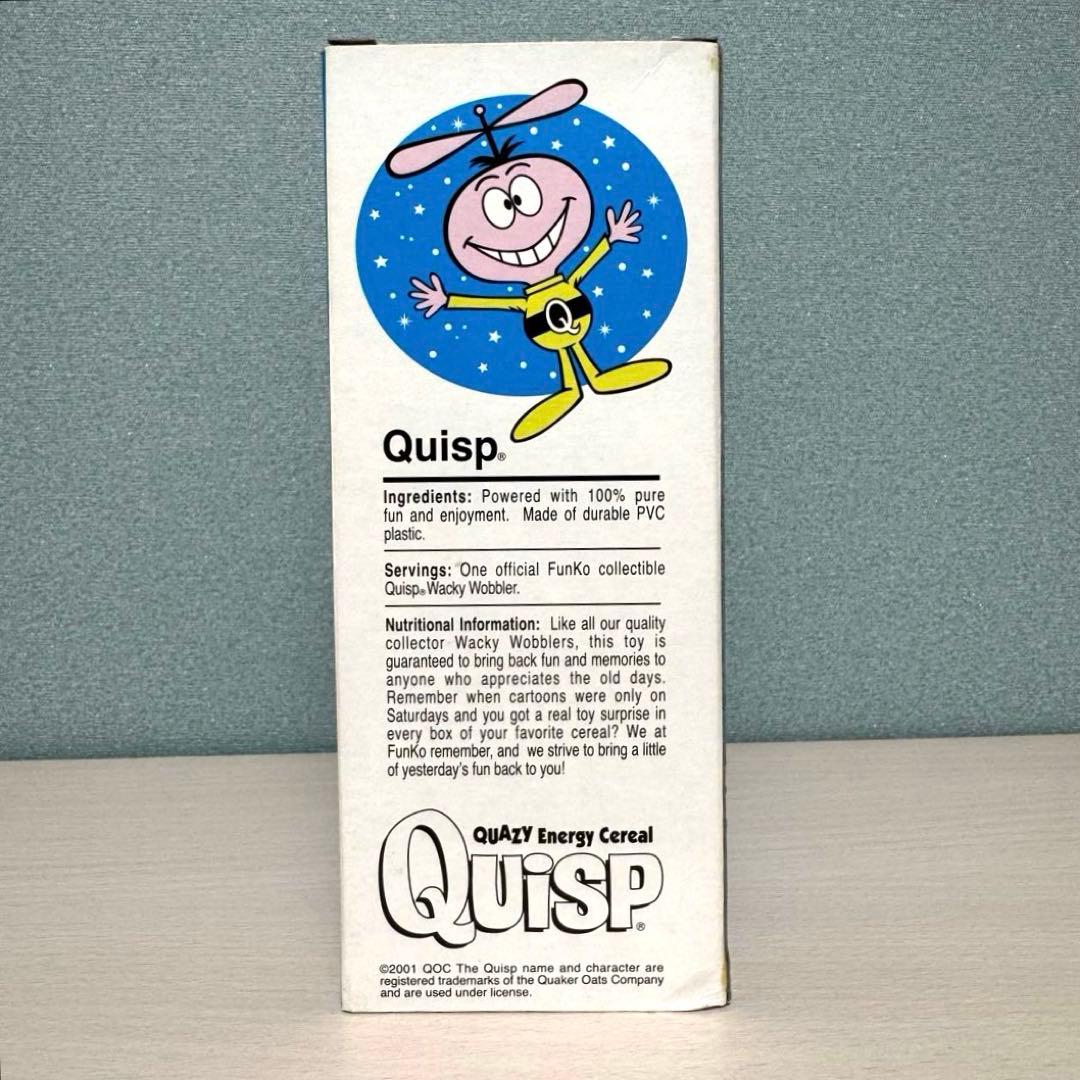 Q
Quisp®
Ingredients: Powered with 100% pure
fun and enjoyment. Made of durable PVC
plastic.
Servings: One official FunKo collectible
Quisp® Wacky Wobbler.
Nutritional Information: Like all our quality
collector Wacky Wobblers, this toy is
guaranteed to bring back fun and memories to
anyone who appreciates the old days.
Remember when cartoons were only on
Saturdays and you got a real toy surprise in
every box of your favorite cereal? We at
FunKo remember, and we strive to bring a little
of yesterday's fun back to you!
QUAZY Energy Cereal
QUiSP®
©2001 QOC The Quisp name and character are
registered trademarks of the Quaker Oats Company
and are used under license.